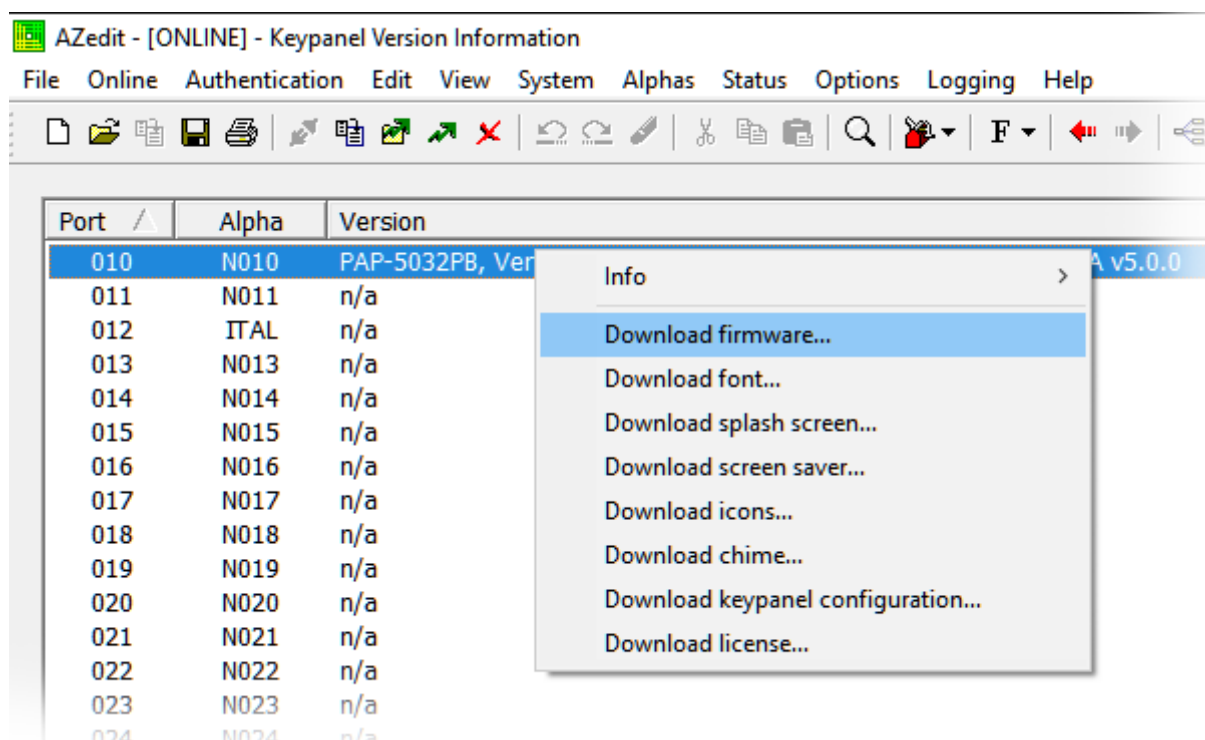 AZedit - [ONLINE] - Keypanel Version Information
File Online Authentication Edit View System Alphas Status Options Logging Help
F
Port Alpha Version
010 N010 PAP-5032PB, Ver A v5.0.0
011 N011 n/a
012 ITAL n/a
013 N013 n/a
014 N014 n/a
015 N015 n/a
016 N016 n/a
017 N017 n/a
018 N018 n/a
019 N019 n/a
020 N020 n/a
021 N021 n/a
022 N022 n/a
023 N023 n/a
024 N024 n/a
Info
Download firmware...
Download font...
Download splash screen...
Download screen saver...
Download icons...
Download chime...
Download keypanel configuration...
Download license...